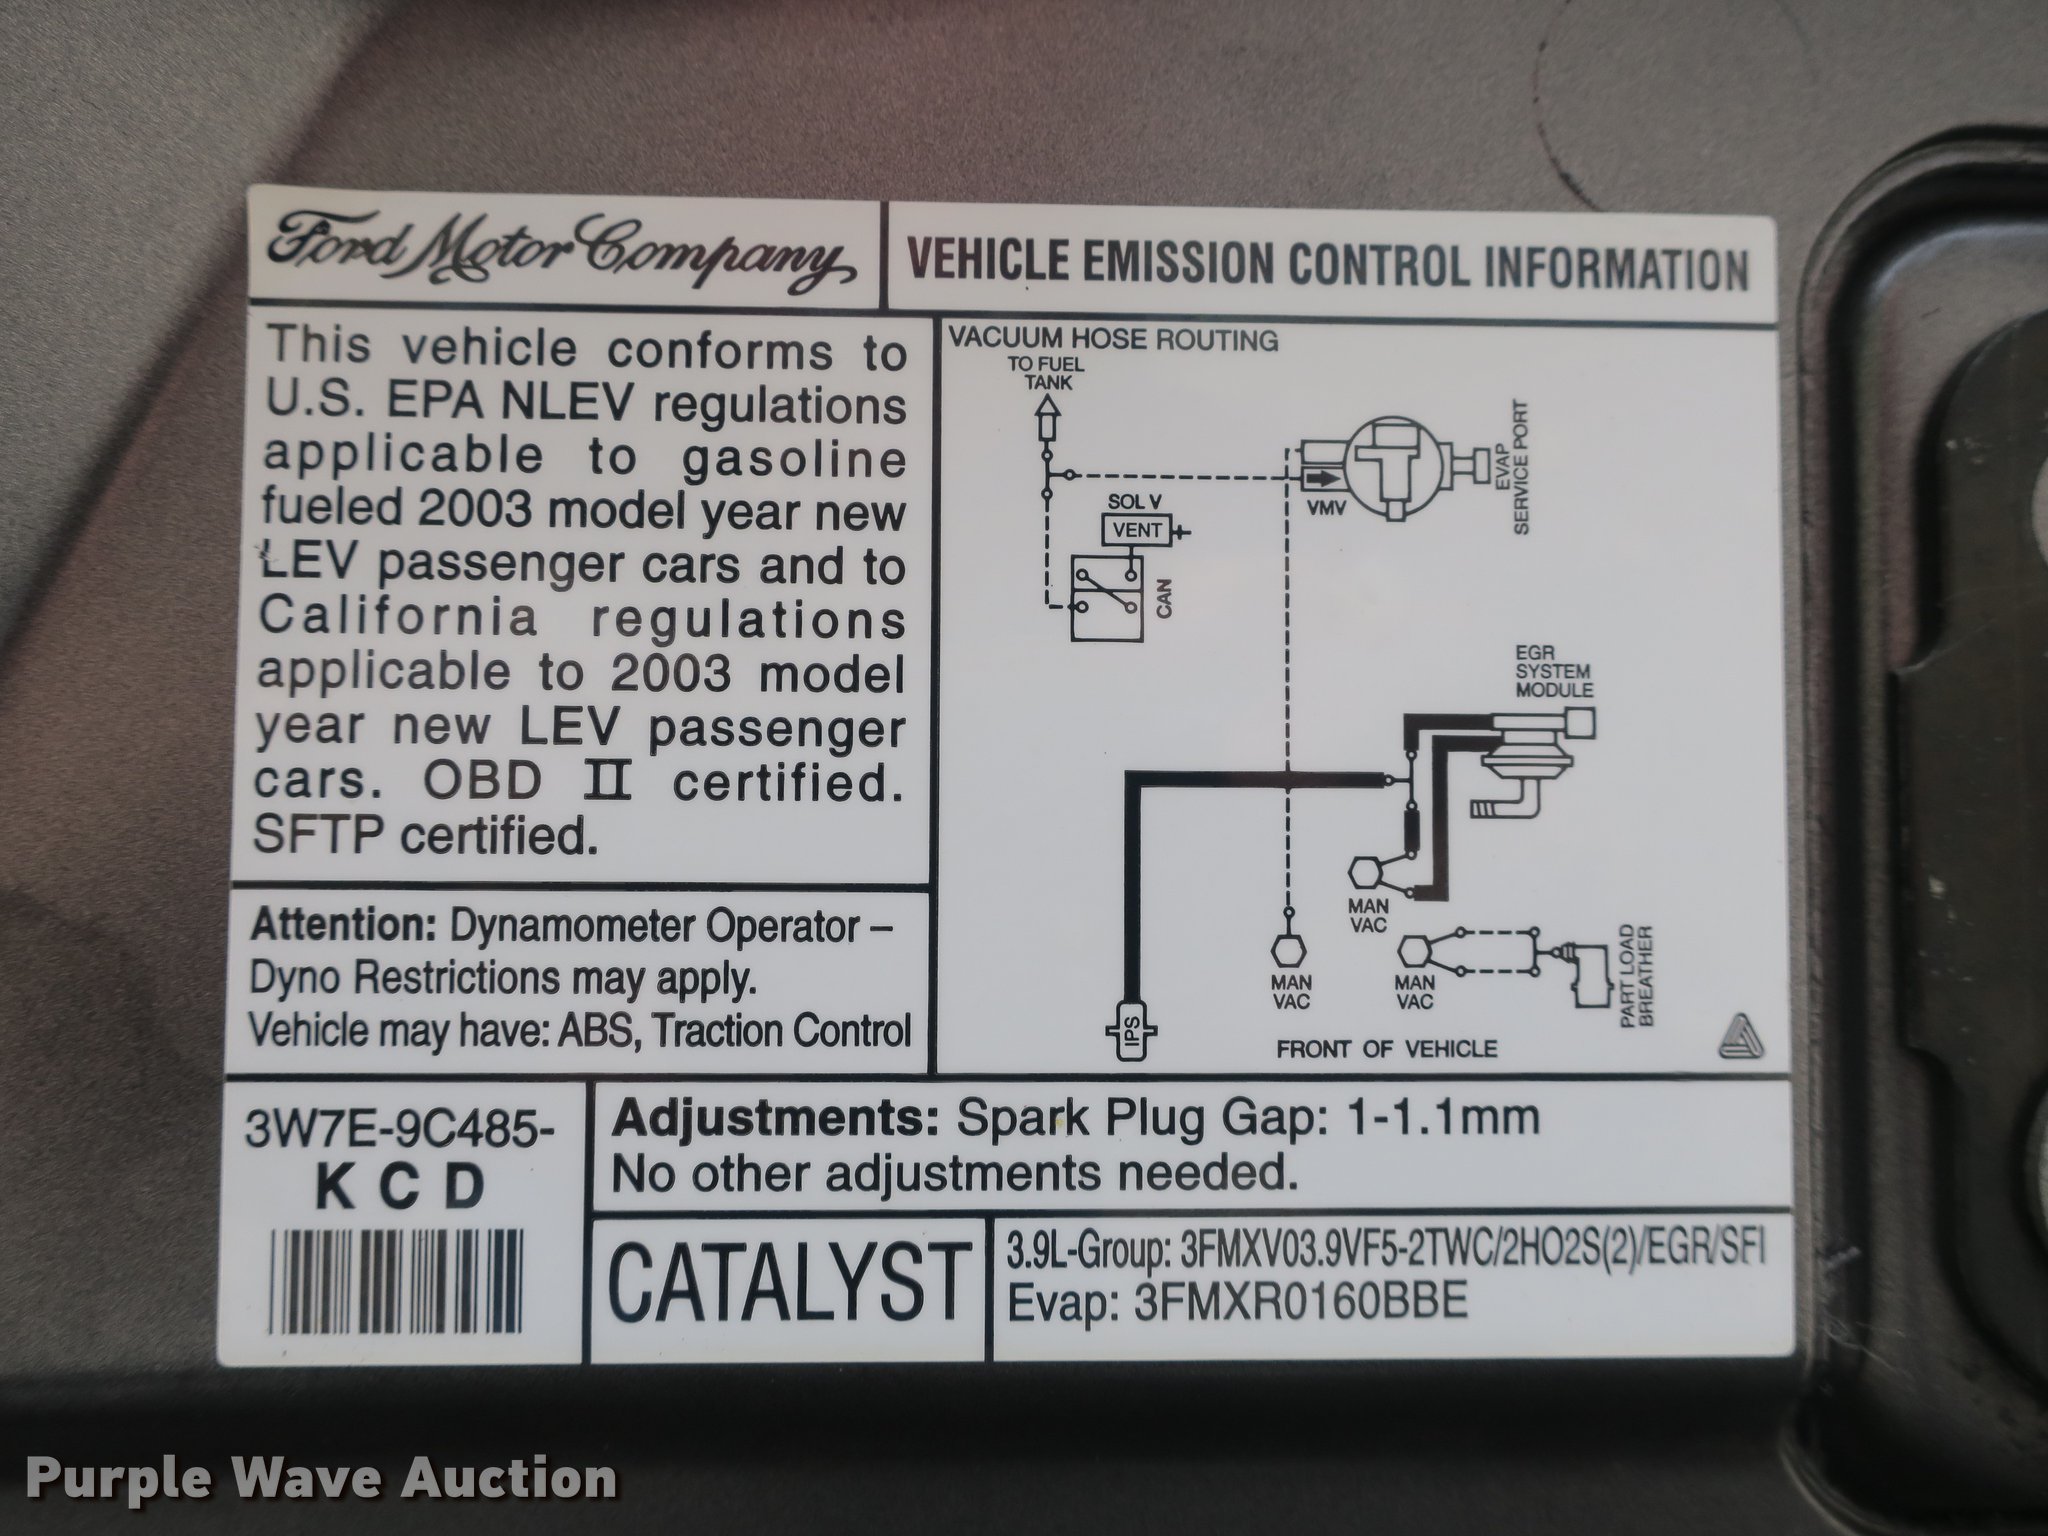 Ford Motor Company
VEHICLE EMISSION CONTROL INFORMATION
This vehicle conforms to
U.S. EPA NLEV regulations
applicable to gasoline
fueled 2003 model year new
LEV passenger cars and to
California regulations
applicable to 2003 model
year new LEV passenger
cars. OBD II certified.
SFTP certified.
Attention: Dynamometer Operator –
Dyno Restrictions may apply.
Vehicle may have: ABS, Traction Control
VACUUM HOSE ROUTING
TO FUEL
TANK
SOL V
VENT
CAN
VMV
EVAP
SERVICE PORT
EGR
SYSTEM
MODULE
MAN
VAC
MAN
VAC
MAN
VAC
PART LOAD
BREATHER
IPS
FRONT OF VEHICLE
3W7E-9C485-
K C D
Adjustments: Spark Plug Gap: 1-1.1mm
No other adjustments needed.
CATALYST
3.9L-Group: 3FMXV03.9VF5-2TWC/2HO2S(2)/EGR/SFI
Evap: 3FMXR0160BBE
Purple Wave Auction